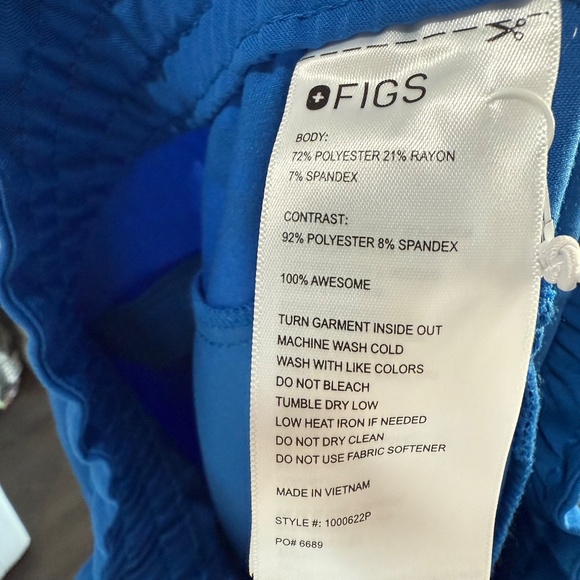 FIGS
BODY:
72% POLYESTER 21% RAYON
7% SPANDEX
CONTRAST:
92% POLYESTER 8% SPANDEX
100% AWESOME
TURN GARMENT INSIDE OUT
MACHINE WASH COLD
WASH WITH LIKE COLORS
DO NOT BLEACH
TUMBLE DRY LOW
LOW HEAT IRON IF NEEDED
DO NOT DRY CLEAN
DO NOT USE FABRIC SOFTENER
MADE IN VIETNAM
STYLE #: 1000622P
PO# 6689